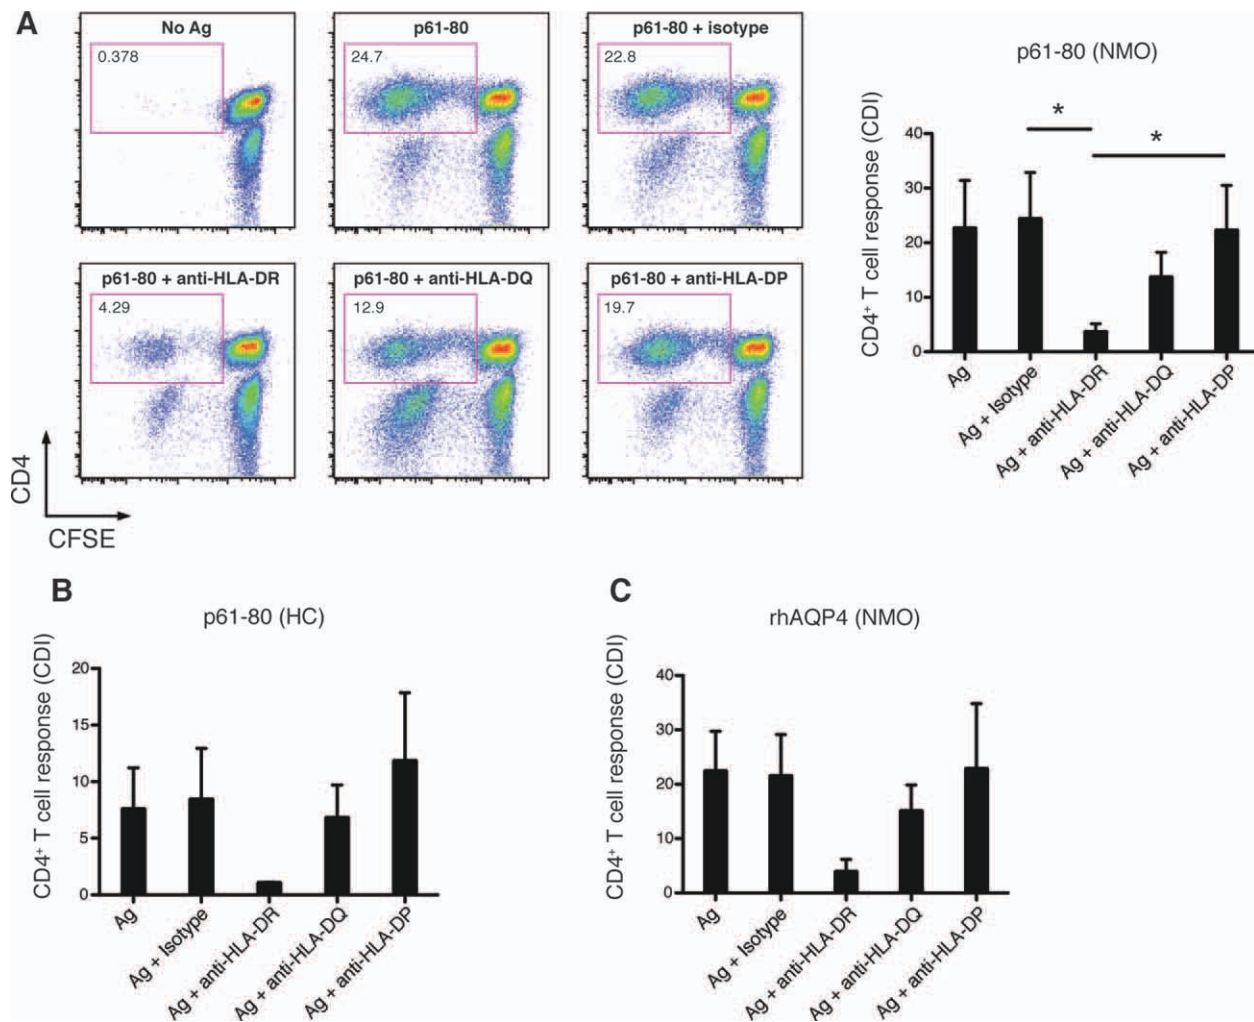 A
No Ag
0.378
p61-80
24.7
p61-80 + isotype
22.8
p61-80 + anti-HLA-DR
4.29
p61-80 + anti-HLA-DQ
12.9
p61-80 + anti-HLA-DP
19.7
CD4
CFSE
p61-80 (NMO)
CD4⁺ T cell response (CDI)
40
30
20
10
0
*
*
Ag
Ag + Isotype
Ag + anti-HLA-DR
Ag + anti-HLA-DQ
Ag + anti-HLA-DP
B
p61-80 (HC)
CD4⁺ T cell response (CDI)
20
15
10
5
0
Ag
Ag + Isotype
Ag + anti-HLA-DR
Ag + anti-HLA-DQ
Ag + anti-HLA-DP
C
rhAQP4 (NMO)
CD4⁺ T cell response (CDI)
40
30
20
10
0
Ag
Ag + Isotype
Ag + anti-HLA-DR
Ag + anti-HLA-DQ
Ag + anti-HLA-DP